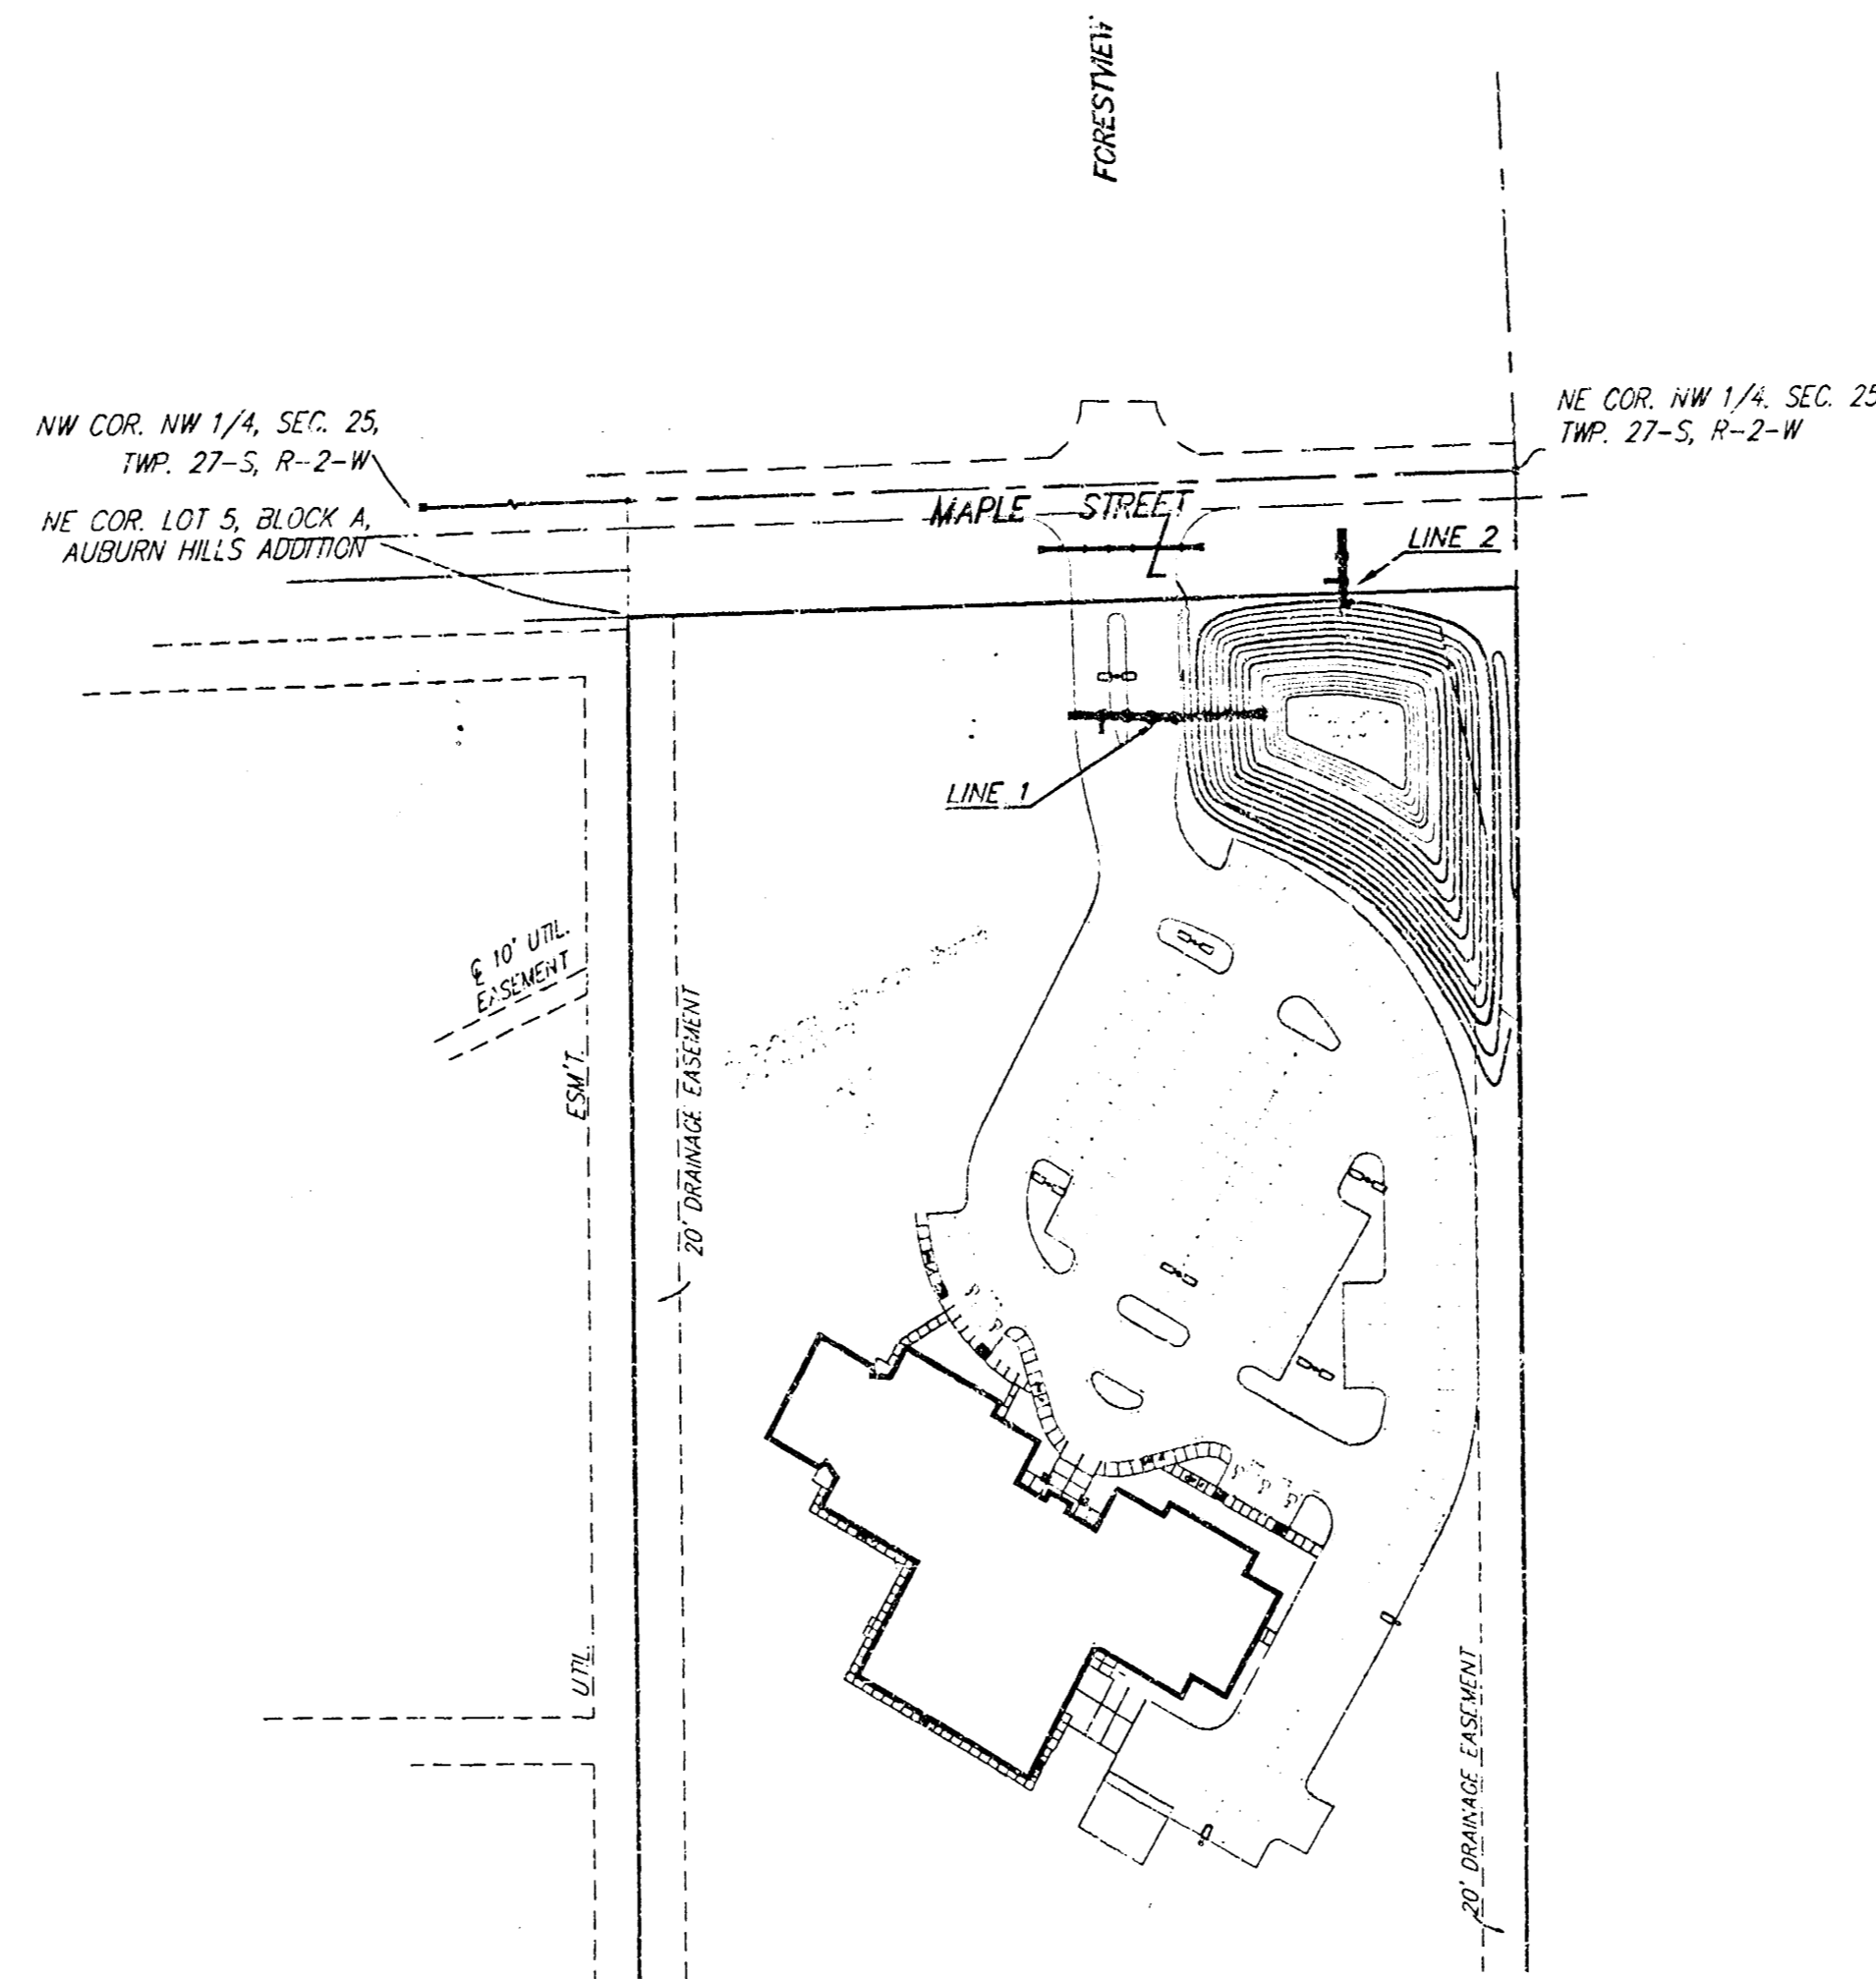 FORESTVIEW
NW COR. NW 1/4, SEC. 25,
TWP. 27-S, R-2-W
NE COR. NW 1/4, SEC. 25
TWP. 27-S, R-2-W
NE COR. LOT 5, BLOCK A,
AUBURN HILLS ADDITION
MAPLE STREET
LINE 2
LINE 1
℄ 10' UTIL.
EASEMENT
ESM'T.
20' DRAINAGE EASEMENT
UTIL.
20' DRAINAGE EASEMENT